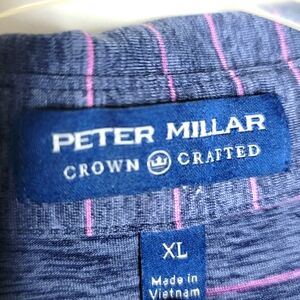 PETER MILLAR
CROWN CRAFTED
XL
Made in
Vietnam